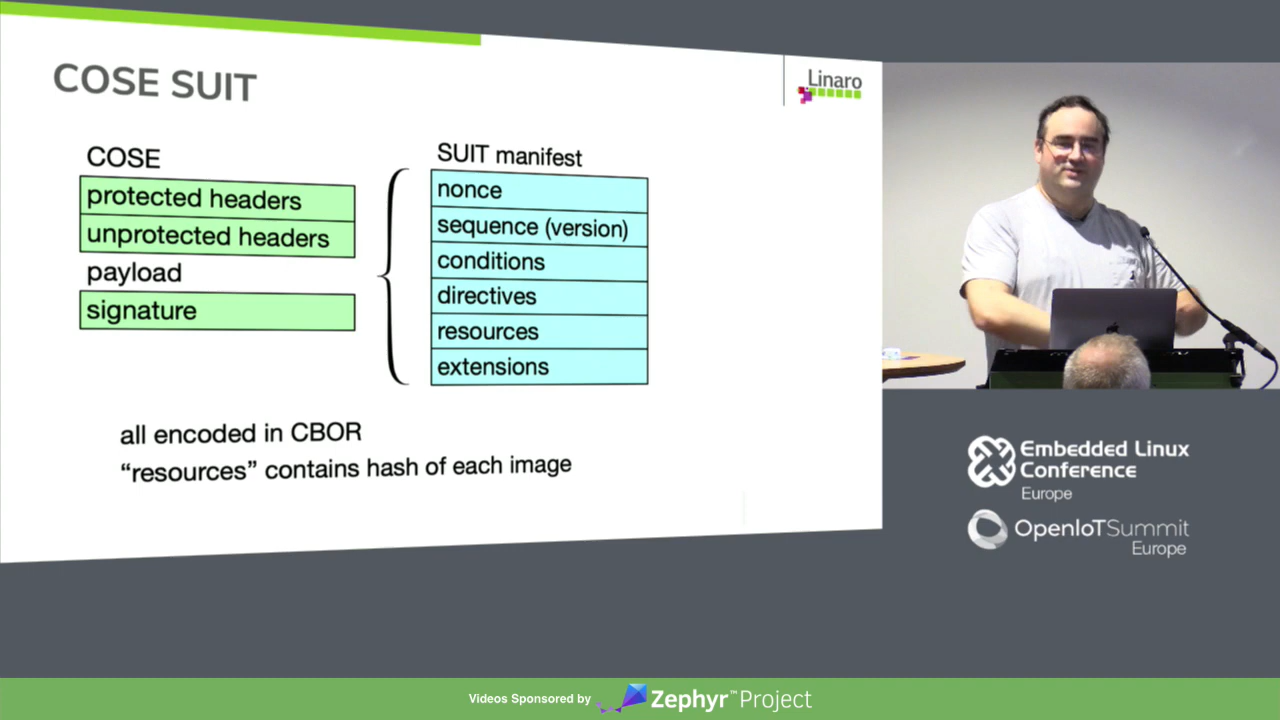 COSE SUIT
Linaro
COSE
protected headers
unprotected headers
payload
signature
SUIT manifest
nonce
sequence (version)
conditions
directives
resources
extensions
all encoded in CBOR
“resources” contains hash of each image
Embedded Linux
Conference
Europe
OpenIoTSummit
Europe
Videos Sponsored by
Zephyr™Project